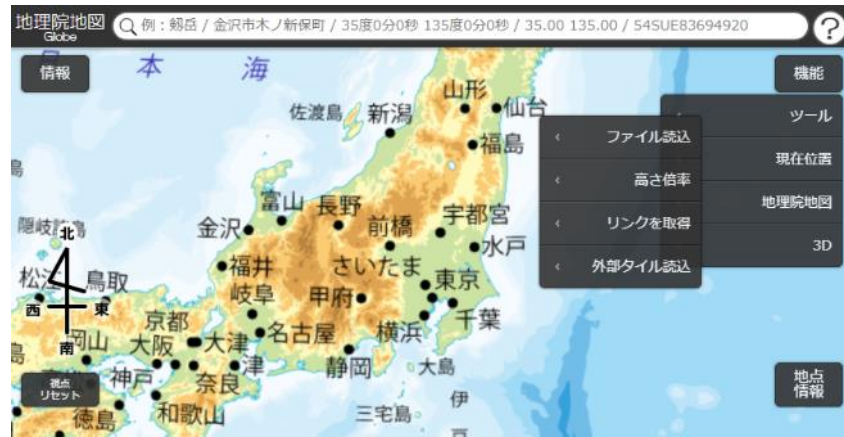 地理院地図
Globe
例：剱岳 / 金沢市木ノ新保町 / 35度0分0秒 135度0分0秒 / 35.00 135.00 / 54SUE83694920
?
情報
機能
日本海
ツール
現在位置
地理院地図
3D
ファイル読込
高さ倍率
リンクを取得
外部タイル読込
山形
仙台
佐渡島
新潟
福島
富山
長野
前橋
宇都宮
金沢
水戸
福井
さいたま
東京
岐阜
甲府
千葉
横浜
名古屋
静岡
大島
隠岐
島
北
西
東
南
松江
鳥取
京都
大津
岡山
大阪
津
神戸
奈良
視点
リセット
徳島
和歌山
三宅島
伊
豆
地点
情報